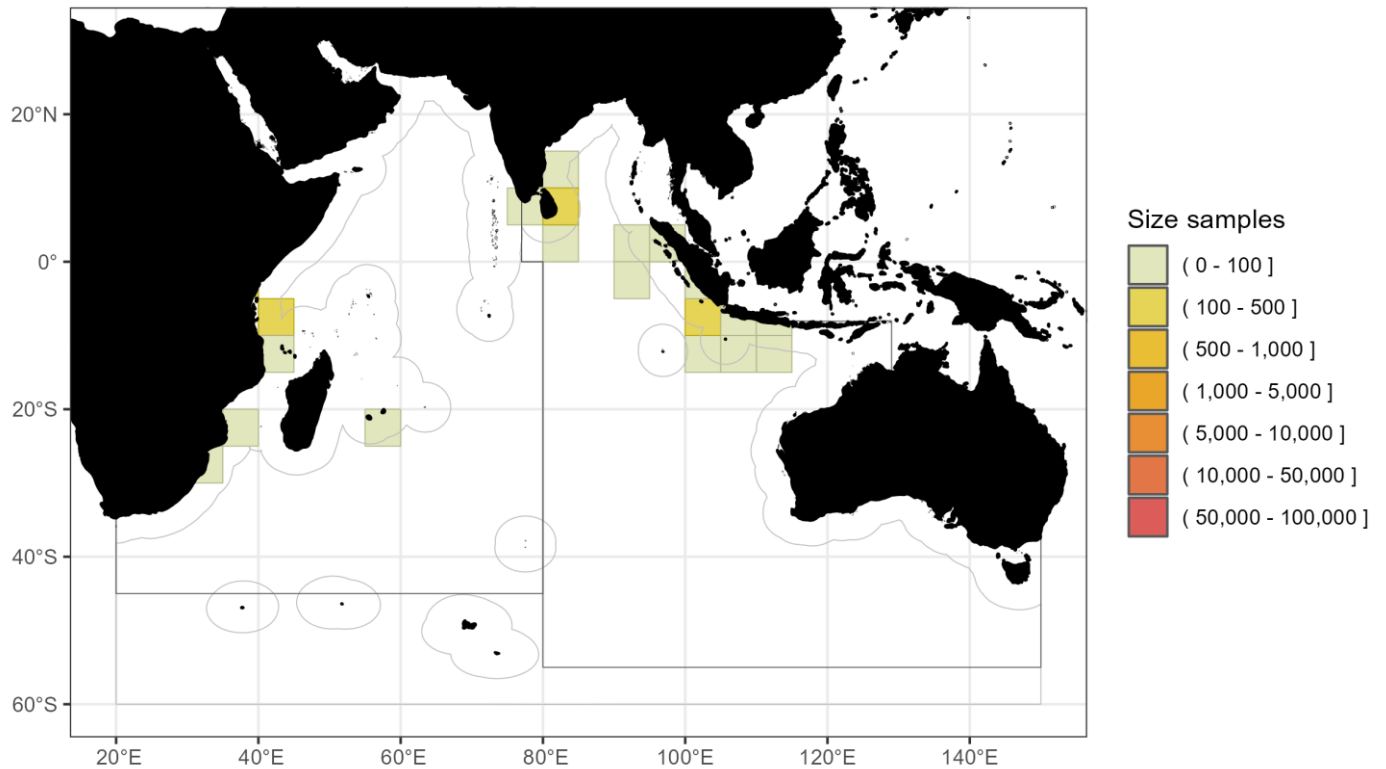 20°N
0°
20°S
40°S
60°S
20°E
40°E
60°E
80°E
100°E
120°E
140°E
Size samples
( 0 - 100 ]
( 100 - 500 ]
( 500 - 1,000 ]
( 1,000 - 5,000 ]
( 5,000 - 10,000 ]
( 10,000 - 50,000 ]
( 50,000 - 100,000 ]